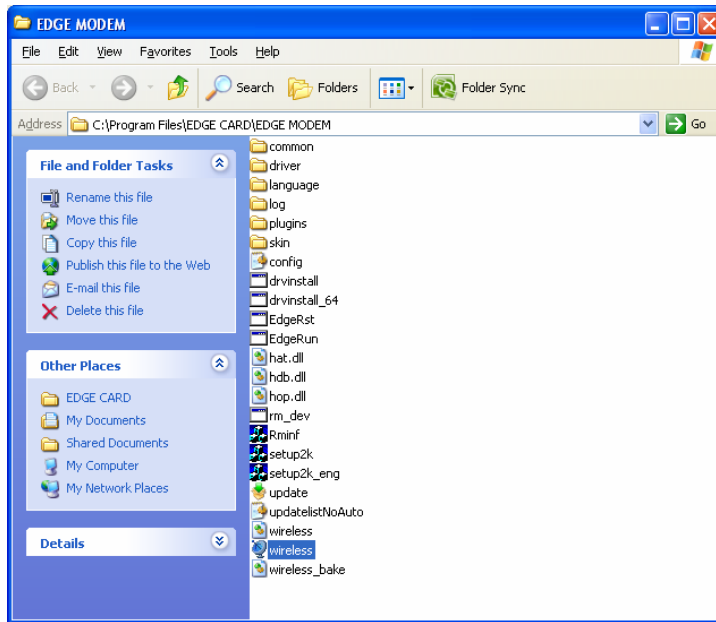 EDGE MODEM
File Edit View Favorites Tools Help
Back Search Folders Folder Sync
Address C:\Program Files\EDGE CARD\EDGE MODEM Go
File and Folder Tasks
Rename this file
Move this file
Copy this file
Publish this file to the Web
E-mail this file
Delete this file
Other Places
EDGE CARD
My Documents
Shared Documents
My Computer
My Network Places
Details
common
driver
language
log
plugins
skin
config
drvinstall
drvinstall_64
EdgeRst
EdgeRun
hat.dll
hdb.dll
hop.dll
rm_dev
Rminf
setup2k
setup2k_eng
update
updatelistNoAuto
wireless
wireless
wireless_bake